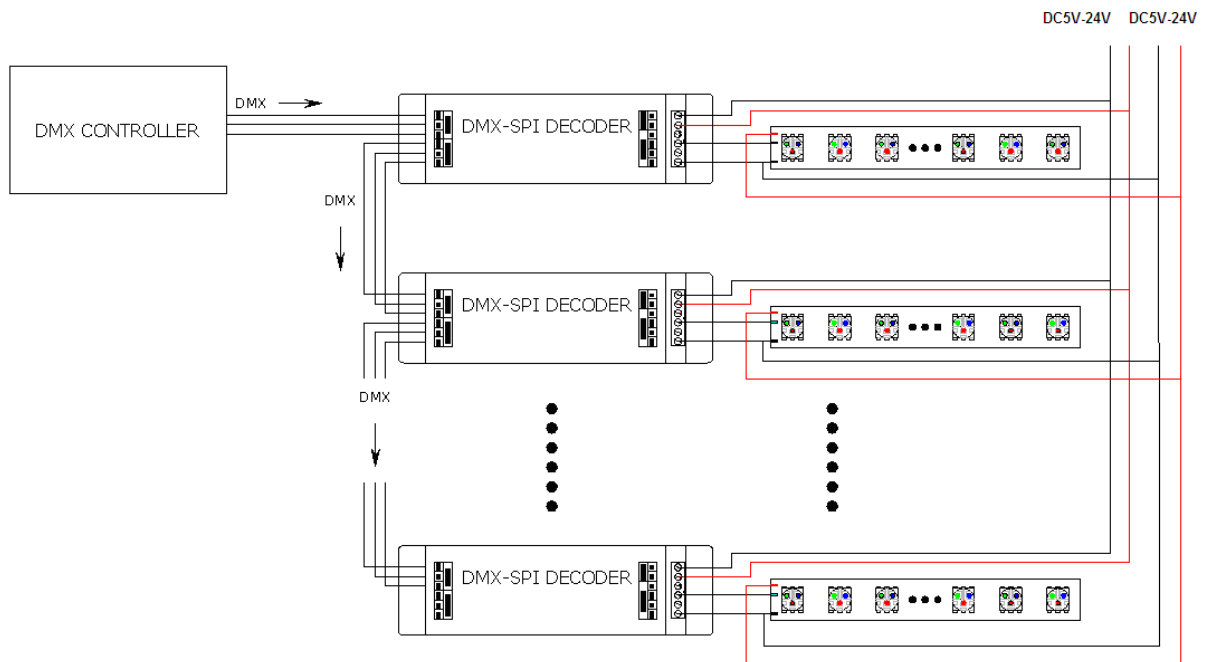 DC5V-24V DC5V-24V
DMX
DMX CONTROLLER
DMX-SPI DECODER
DMX
DMX-SPI DECODER
DMX
DMX-SPI DECODER